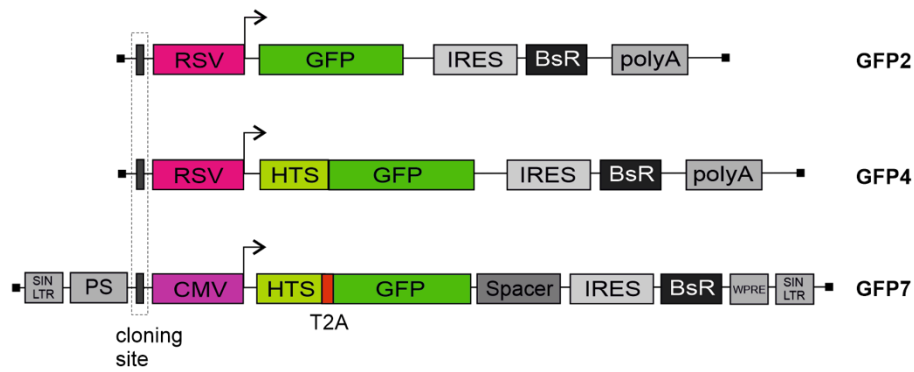 RSV GFP IRES BsR polyA GFP2
RSV HTS GFP IRES BsR polyA GFP4
SIN LTR PS CMV HTS GFP Spacer IRES BsR WPRE SIN LTR GFP7
T2A
cloning
site